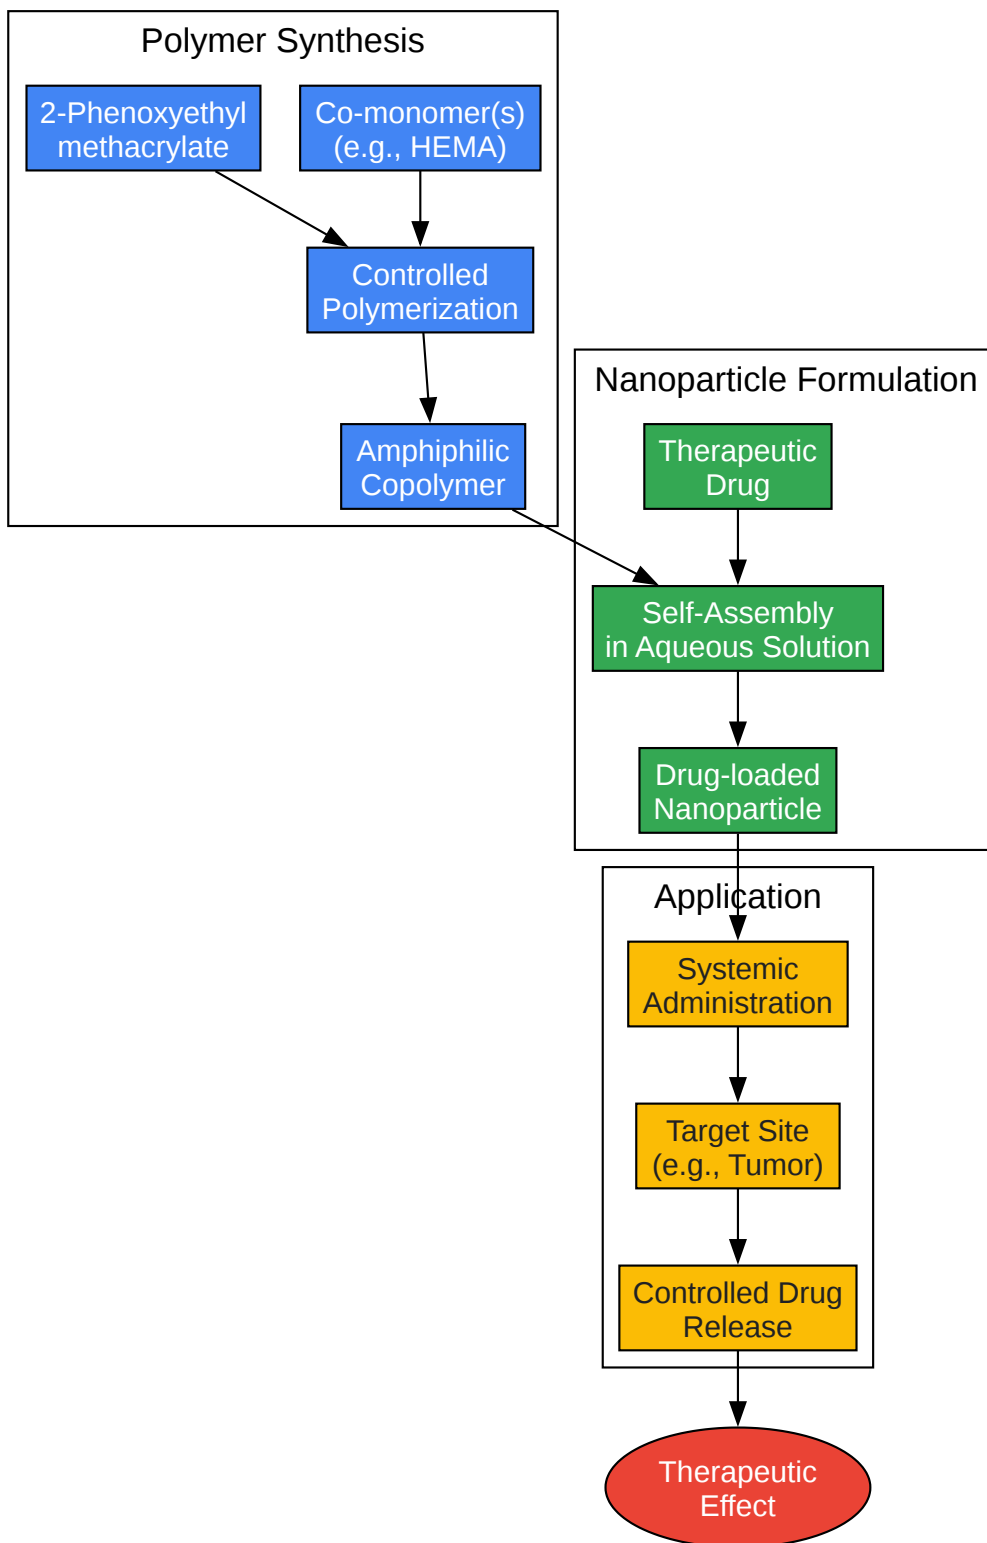 Polymer Synthesis
2-Phenoxyethyl
methacrylate
Co-monomer(s)
(e.g., HEMA)
Controlled
Polymerization
Amphiphilic
Copolymer
Nanoparticle Formulation
Therapeutic
Drug
Self-Assembly
in Aqueous Solution
Drug-loaded
Nanoparticle
Application
Systemic
Administration
Target Site
(e.g., Tumor)
Controlled Drug
Release
Therapeutic
Effect